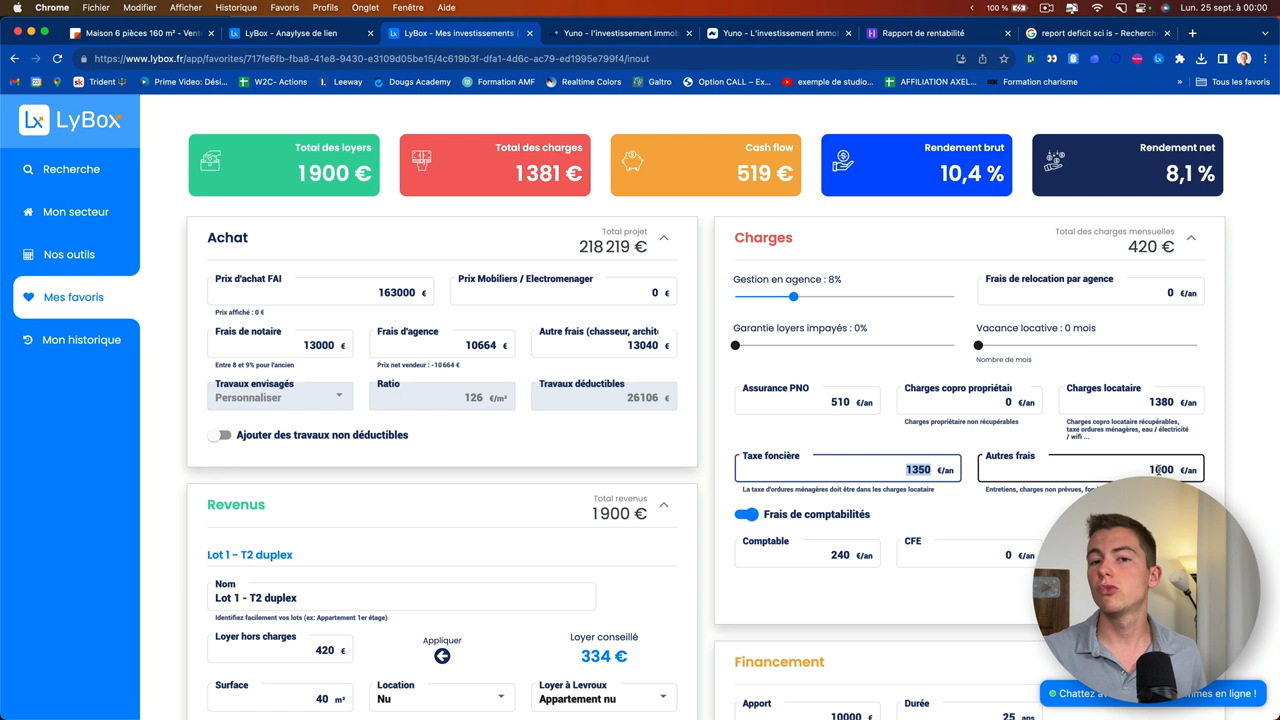 Chrome Fichier Modifier Présentation Historique Favoris Profils Onglet Fenêtre Aide
100 % Lun. 25 sept. à 00:00
Maison 6 pièces 160 m² - Vent
LyBox - Anaylyse de lien
LyBox - Mes investissements (A
Yuno - l'investissement immob
Yuno - L'investissement immob
Rapport de rentabilité
report deficit sci is - Recherch
https://www.lybox.fr/app/favorites/717fe6fb-fba8-41e8-9430-e3109d05be15/4c619b3f-dfa1-4d6c-ac79-ed1995e799f4/inout
Trident
Prime Video: Dési...
W2C- Actions
Leeway
Dougs Academy
Formation AMF
Realtime Colors
Galtro
Option CALL – Ex...
exemple de studio...
AFFILIATION AXEL...
Formation charisme
» Tous les favoris
Lx LyBox
Recherche
Mon secteur
Nos outils
Mes favoris
Mon historique
Total des loyers
1 900 €
Total des charges
1 381 €
Cash flow
519 €
Rendement brut
10,4 %
Rendement net
8,1 %
Achat
Total projet
218 219 €
Prix d'achat FAI
163000 €
Prix affiché : 0 €
Prix Mobiliers / Electromenager
0 €
Frais de notaire
13000 €
Entre 8 et 9% pour l'ancien
Frais d'agence
10664 €
Prix net vendeur : -10 664 €
Autre frais (chasseur, archite
13040 €
Travaux envisagés
Personnaliser
Ratio
126 €/m²
Travaux déductibles
26106 €
Ajouter des travaux non déductibles
Revenus
Total revenus
1 900 €
Lot 1 - T2 duplex
Nom
Lot 1 - T2 duplex
Identifiez facilement vos lots (ex: Appartement 1er étage)
Loyer hors charges
420 €
Appliquer
Loyer conseillé
334 €
Surface
40 m²
Location
Nu
Loyer à Levroux
Appartement nu
Charges
Total des charges mensuelles
420 €
Gestion en agence : 8%
Frais de relocation par agence
0 €/an
Garantie loyers impayés : 0%
Vacance locative : 0 mois
Nombre de mois
Assurance PNO
510 €/an
Charges copro propriétair
0 €/an
Charges propriétaire non récupérables
Charges locataire
1380 €/an
Charges copro locataire récupérables,
taxe ordures ménagères, eau / électricité
/ wifi ...
Taxe foncière
1350 €/an
La taxe d'ordures ménagères doit être dans les charges locataire
Autres frais
1000 €/an
Entretiens, charges non prévues,
Frais de comptabilités
Comptable
240 €/an
CFE
0 €/an
Financement
Apport
10000 €
Durée
25 ans
Chattez
en ligne !